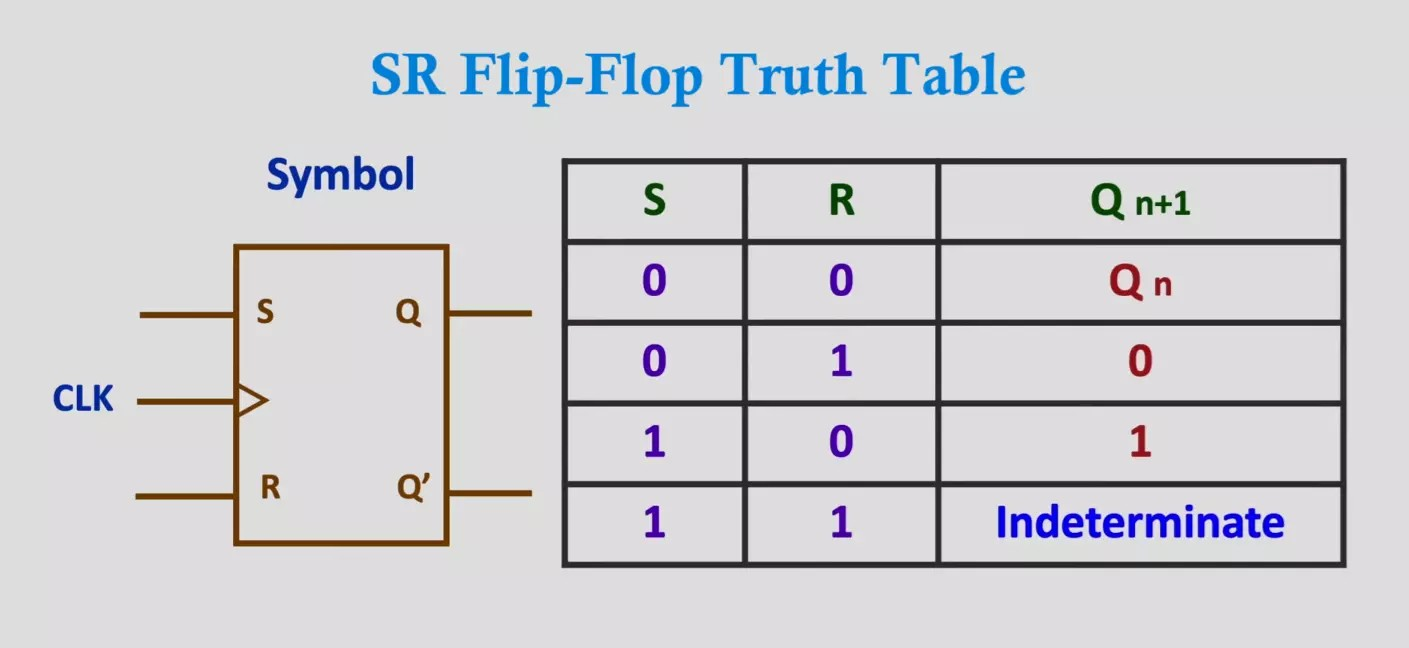 SR Flip-Flop Truth Table
Symbol
S Q
CLK
R Q’
S R Q n+1
0 0 Q n
0 1 0
1 0 1
1 1 Indeterminate